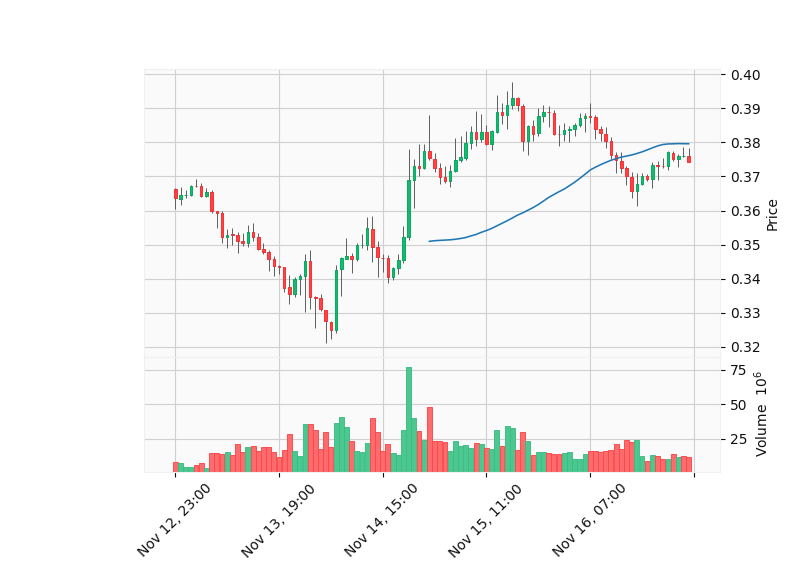 0.40
0.39
0.38
0.37
0.36
0.35
0.34
0.33
0.32
Price
75
50
25
Volume 10^6
Nov 12, 23:00
Nov 13, 19:00
Nov 14, 15:00
Nov 15, 11:00
Nov 16, 07:00